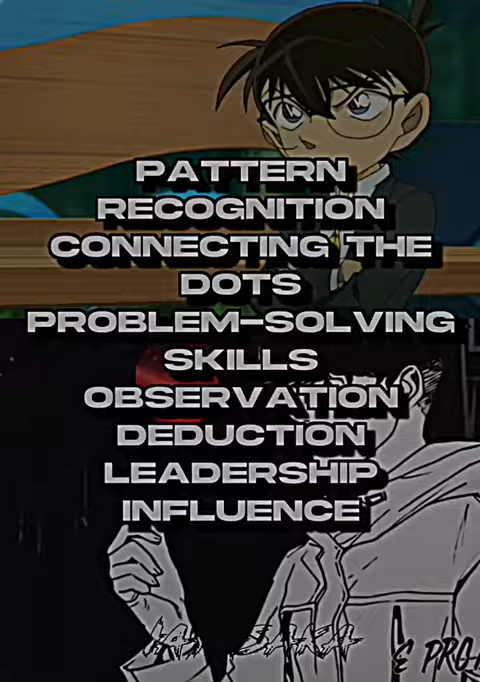 PATTERN
RECOGNITION
CONNECTING THE
DOTS
PROBLEM-SOLVING
SKILLS
OBSERVATION
DEDUCTION
LEADERSHIP
INFLUENCE